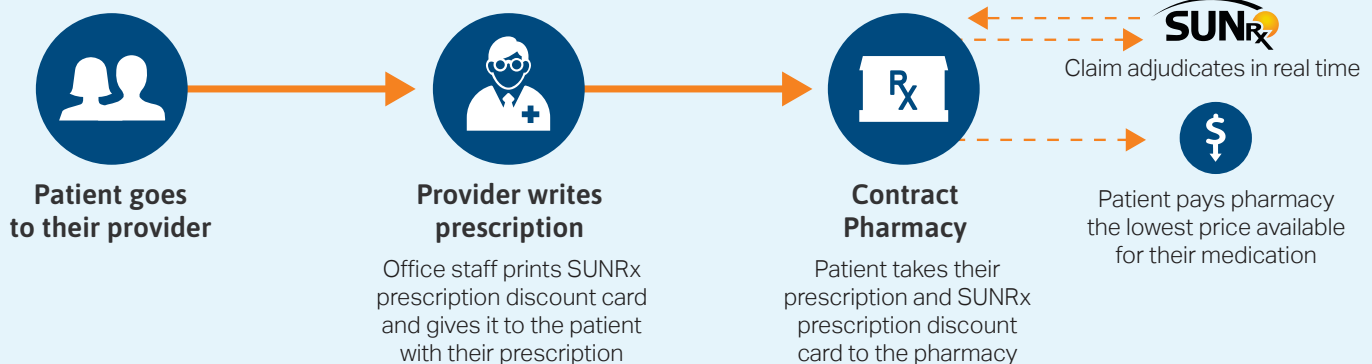 Patient goes
to their provider
Provider writes
prescription
Office staff prints SUNRx
prescription discount card
and gives it to the patient
with their prescription
Rx
Contract
Pharmacy
Patient takes their
prescription and SUNRx
prescription discount
card to the pharmacy
SUNRx
Claim adjudicates in real time
$
Patient pays pharmacy
the lowest price available
for their medication